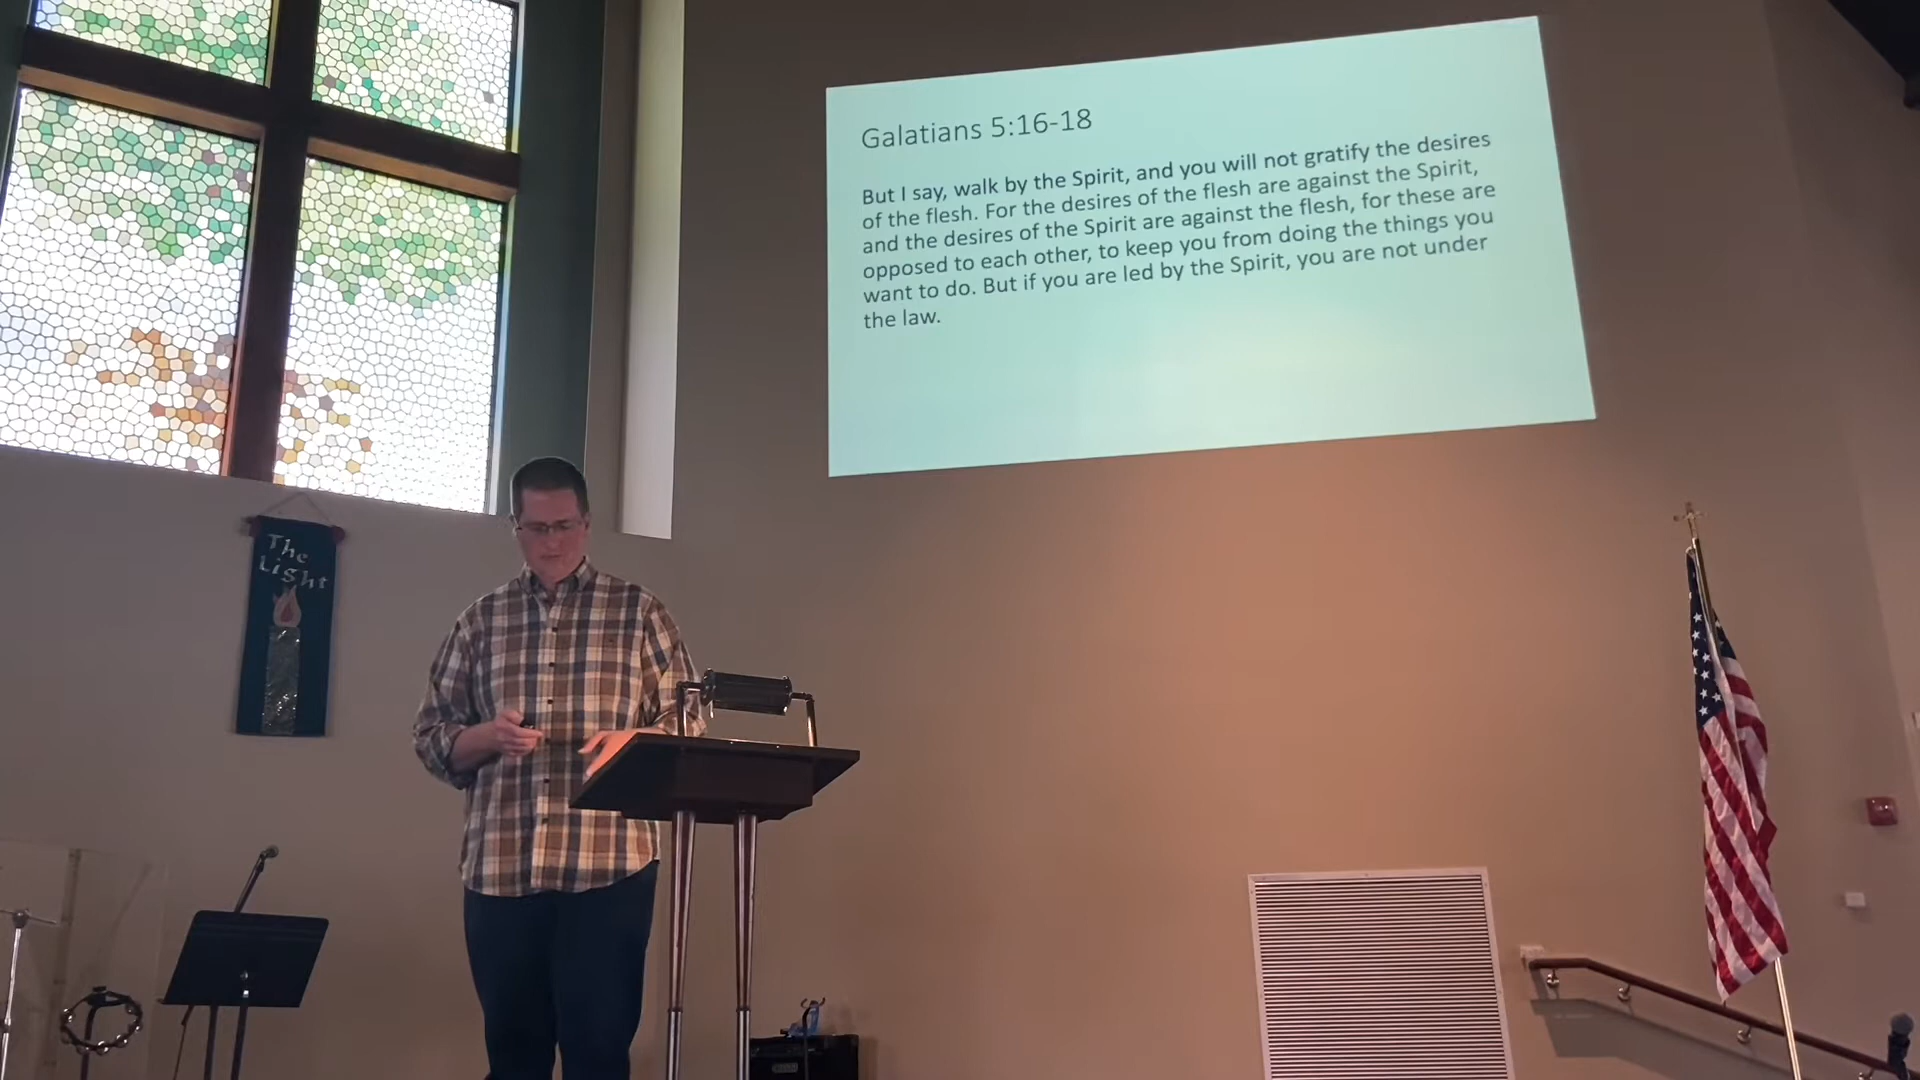 Galatians 5:16-18
But I say, walk by the Spirit, and you will not gratify the desires
of the flesh. For the desires of the flesh are against the Spirit,
and the desires of the Spirit are against the flesh, for these are
opposed to each other, to keep you from doing the things you
want to do. But if you are led by the Spirit, you are not under
the law.
The
Light